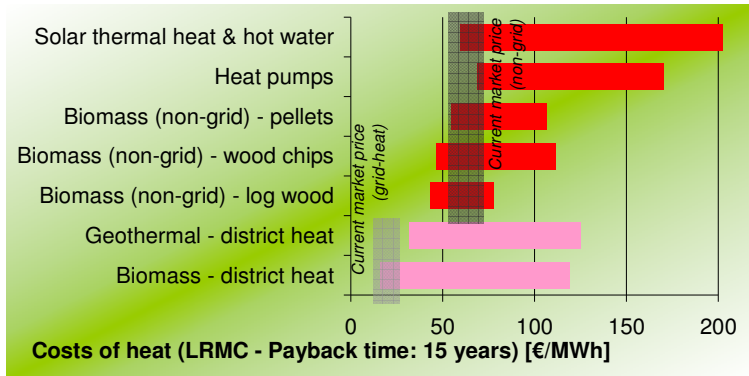 Solar thermal heat & hot water
Heat pumps
Biomass (non-grid) - pellets
Biomass (non-grid) - wood chips
Biomass (non-grid) - log wood
Geothermal - district heat
Biomass - district heat
Current market price
(grid-heat)
Current market price
(non-grid)
0 50 100 150 200
Costs of heat (LRMC - Payback time: 15 years) [€/MWh]